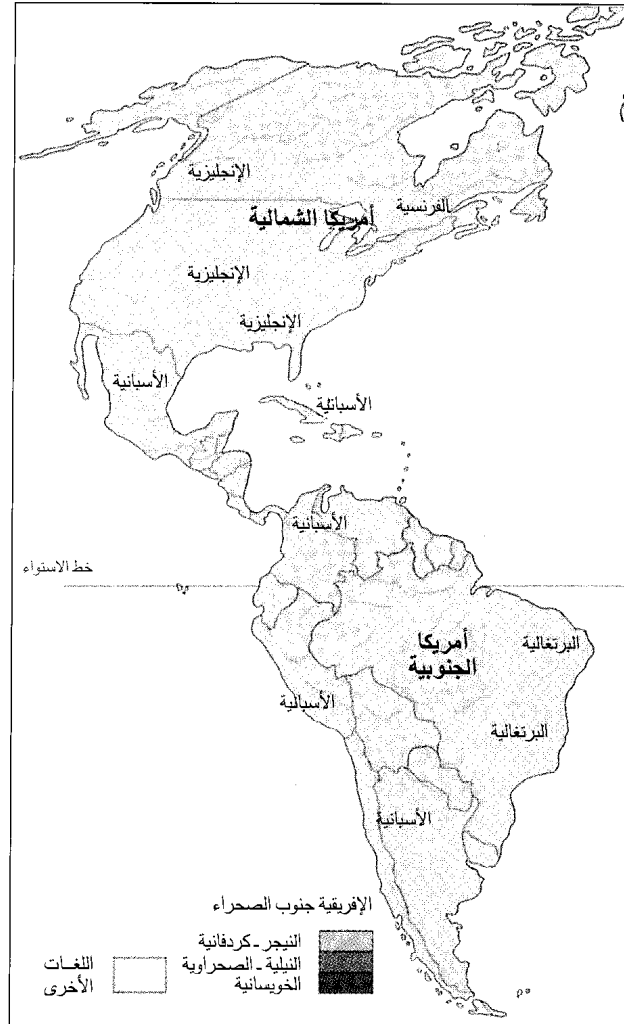 الإنجليزية
الفرنسية
أمريكا الشمالية
الإنجليزية
الإنجليزية
الأسبانية
الأسبانية
الأسبانية
خط الاستواء
أمريكا
الجنوبية
البرتغالية
الأسبانية
البرتغالية
الأسبانية
الإفريقية جنوب الصحراء
النيجر - كردفانية
النيلية - الصحراوية
الخويسانية
اللغات
الأخرى